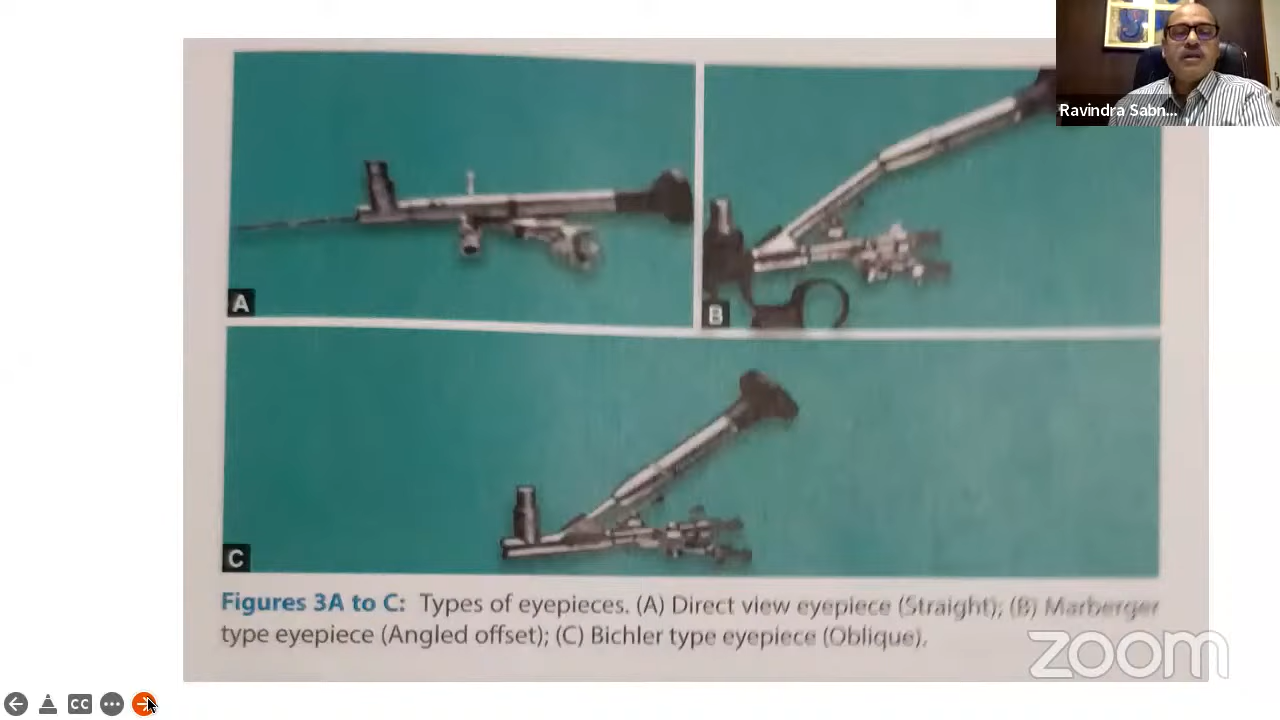 Ravindra Sabn...
A
B
C
Figures 3A to C: Types of eyepieces. (A) Direct view eyepiece (Straight); (B) Marberger
type eyepiece (Angled offset); (C) Bichler type eyepiece (Oblique).
zoom
CC